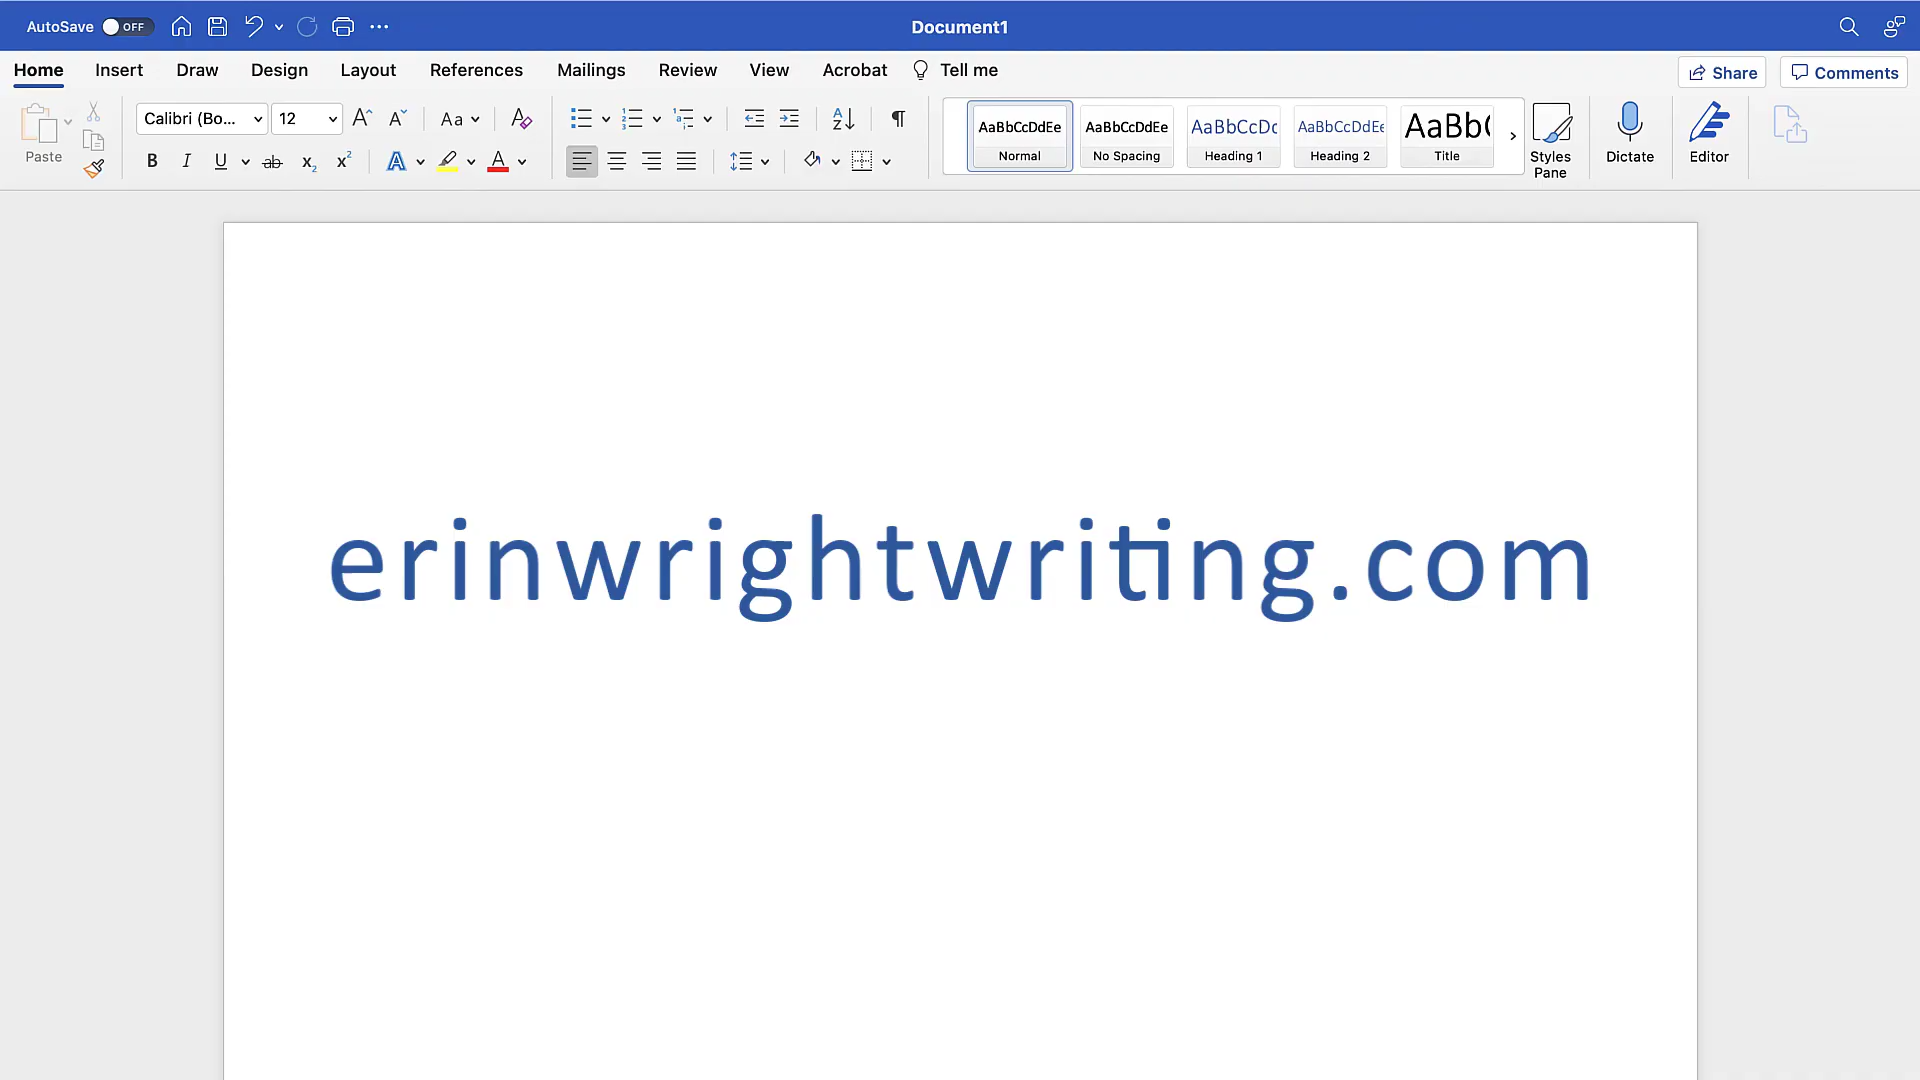 AutoSave OFF Document1
Home Insert Draw Design Layout References Mailings Review View Acrobat Tell me Share Comments
Paste Calibri (Bo... 12 Aa
AaBbCcDdEe AaBbCcDdEe AaBbCcDc AaBbCcDdEe AaBb(
Normal No Spacing Heading 1 Heading 2 Title
Styles Pane Dictate Editor
erinwrightwriting.com